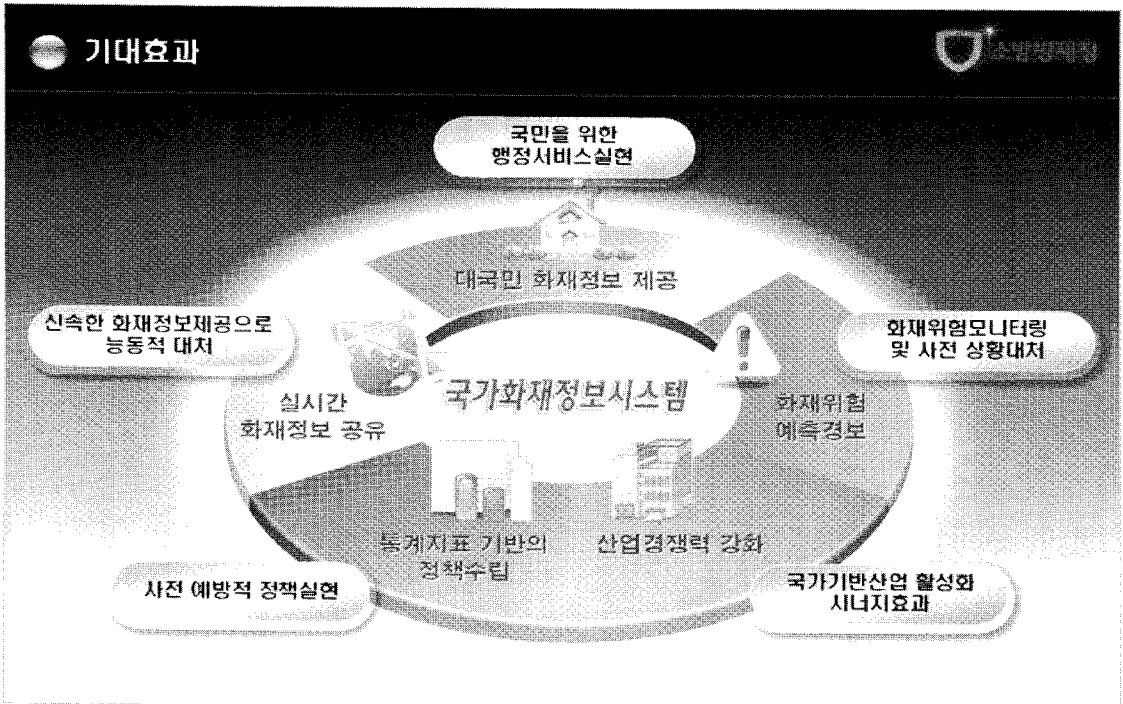 기대효과
소방방재청
국민을 위한
행정서비스실현
대국민 화재정보 제공
신속한 화재정보제공으로
능동적 대처
화재위험모니터링
및 사전 상황대처
국가화재정보시스템
실시간
화재정보 공유
화재위험
예측경보
통계지표 기반의
정책수립
산업경쟁력 강화
사전 예방적 정책실현
국가기반산업 활성화
시너지효과